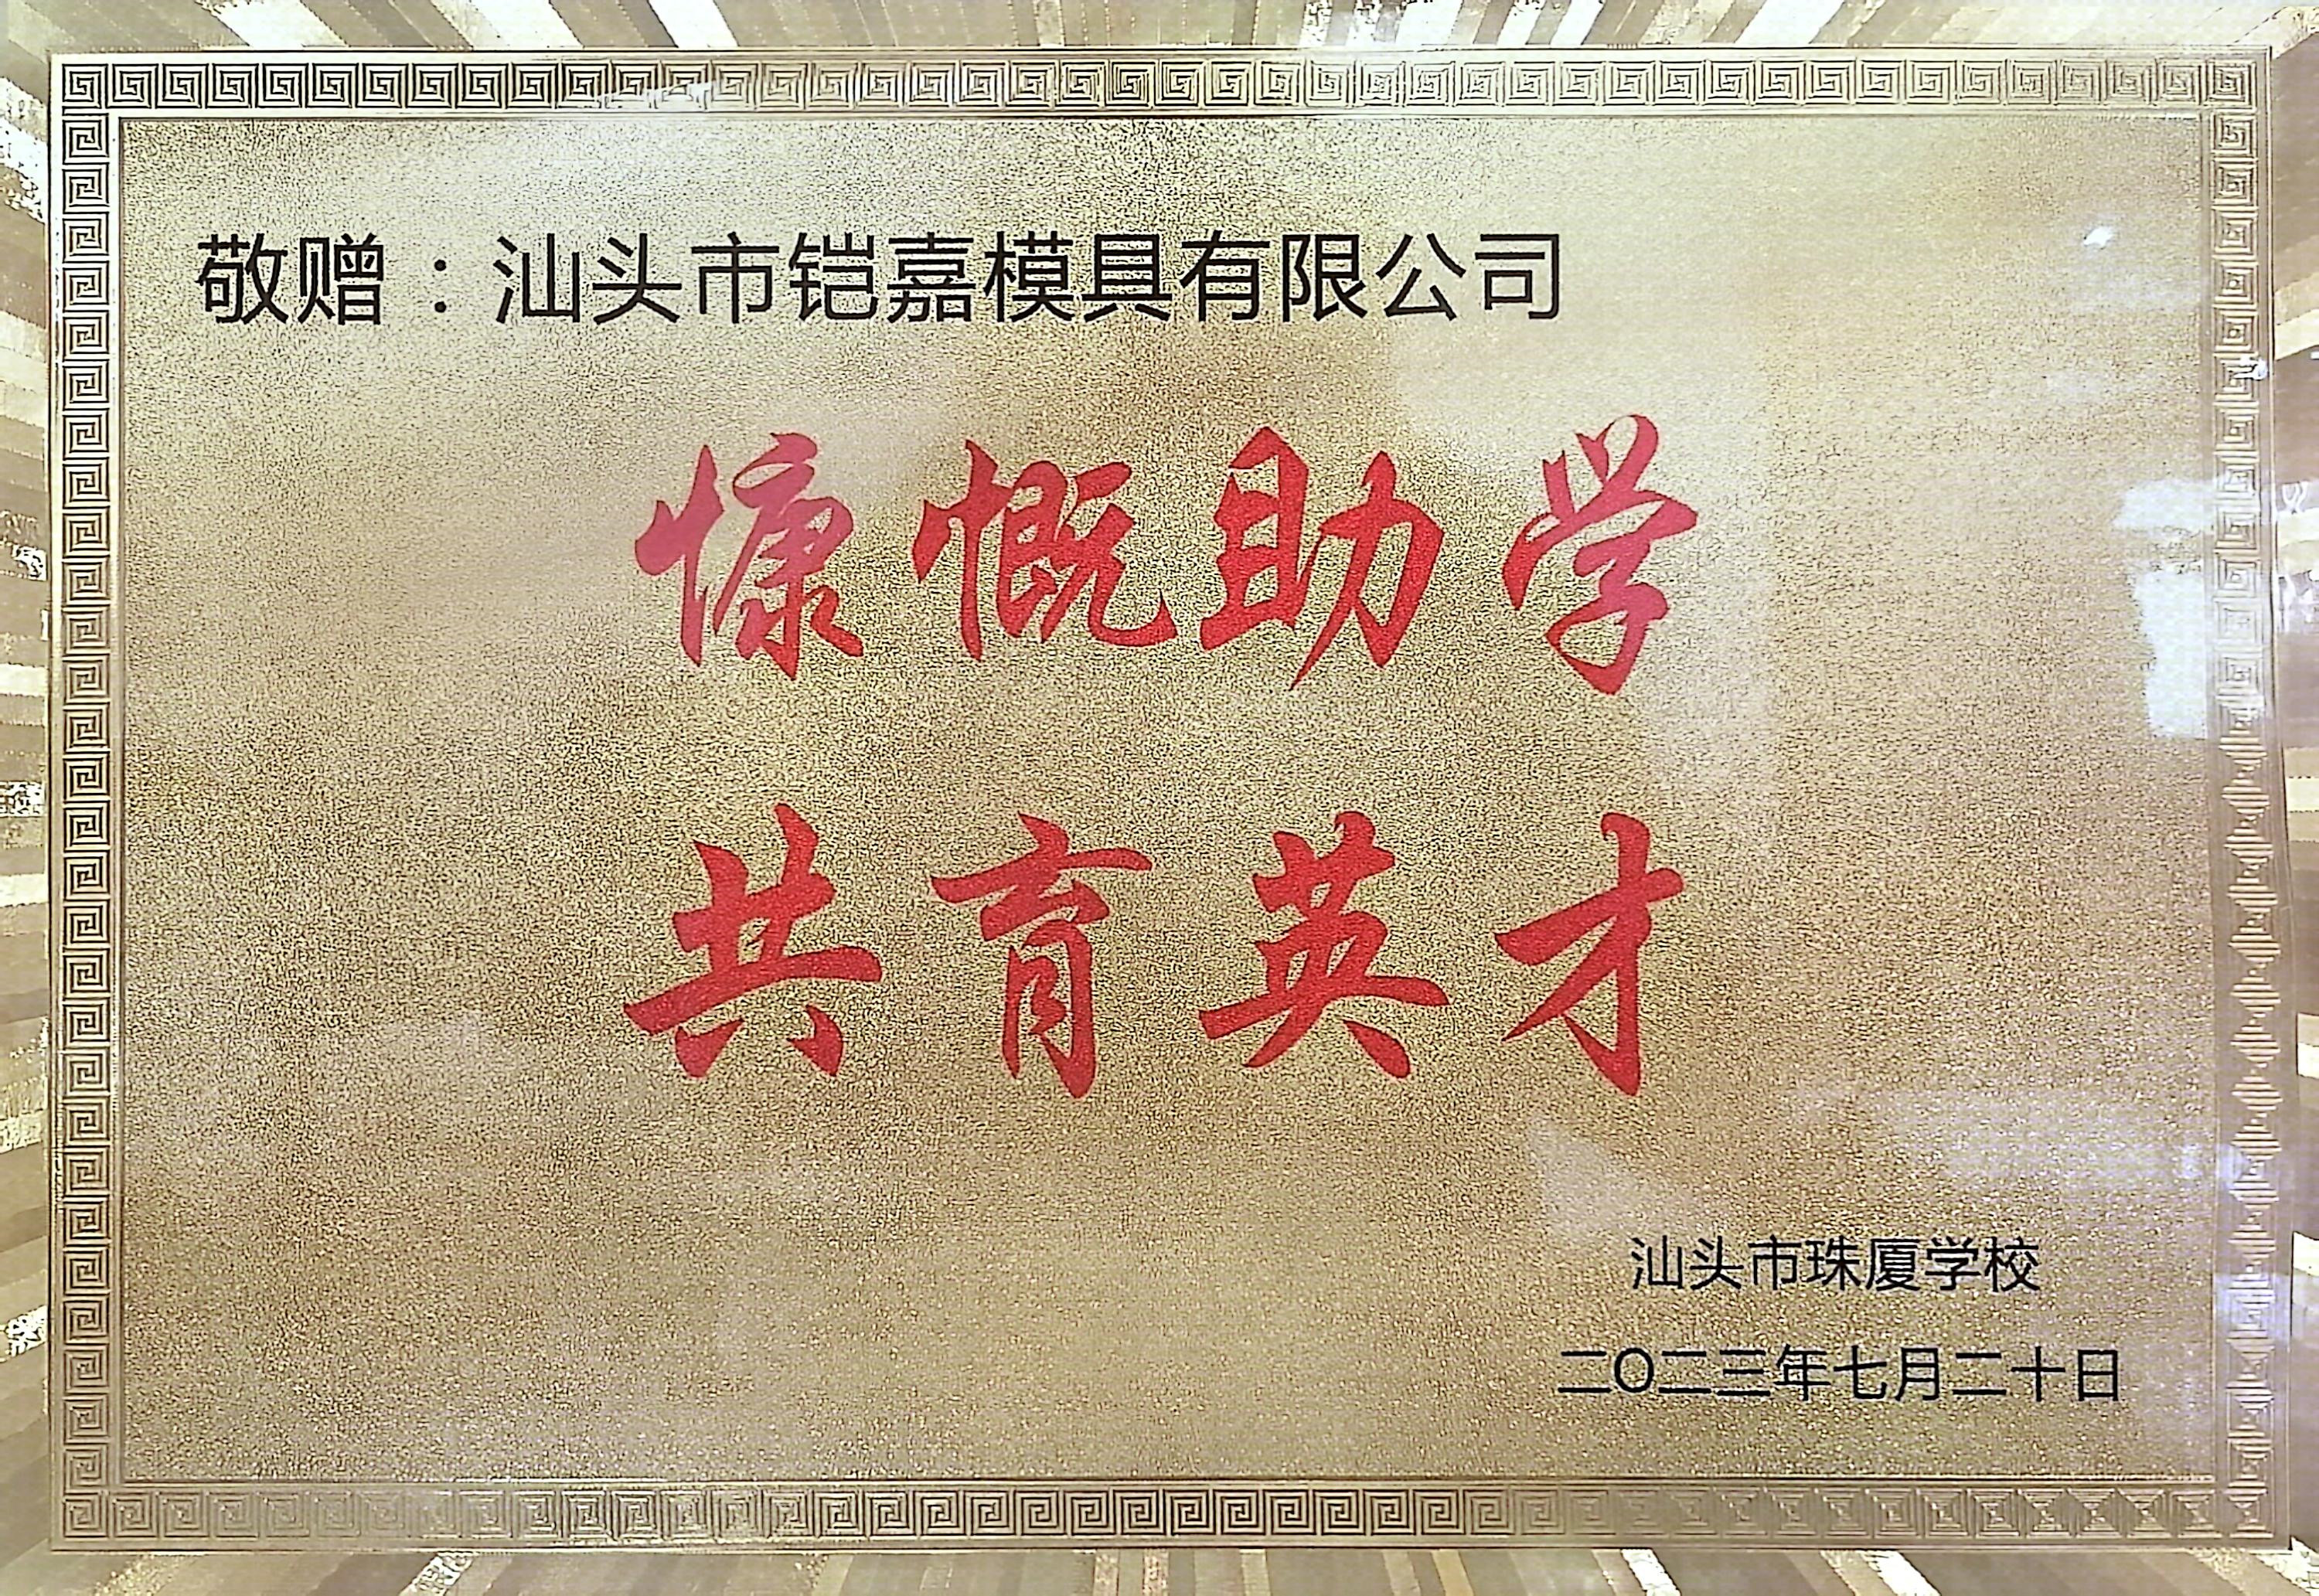 敬赠：汕头市铠嘉模具有限公司
慷慨助学
共育英才
汕头市珠厦学校
二〇二三年七月二十日